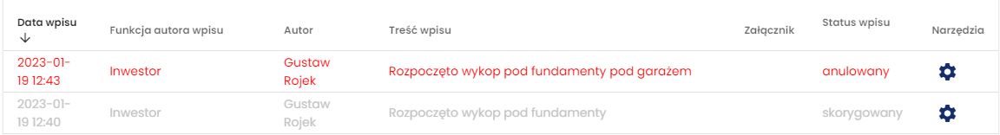 Data wpisu
Funkcja autora wpisu
Autor
Treść wpisu
Załącznik
Status wpisu
Narzędzia
2023-01-
19 12:43
Inwestor
Gustaw
Rojek
Rozpoczęto wykop pod fundamenty pod garażem
anulowany
2023-01-
19 12:40
Inwestor
Gustaw
Rojek
Rozpoczęto wykop pod fundamenty
skorygowany